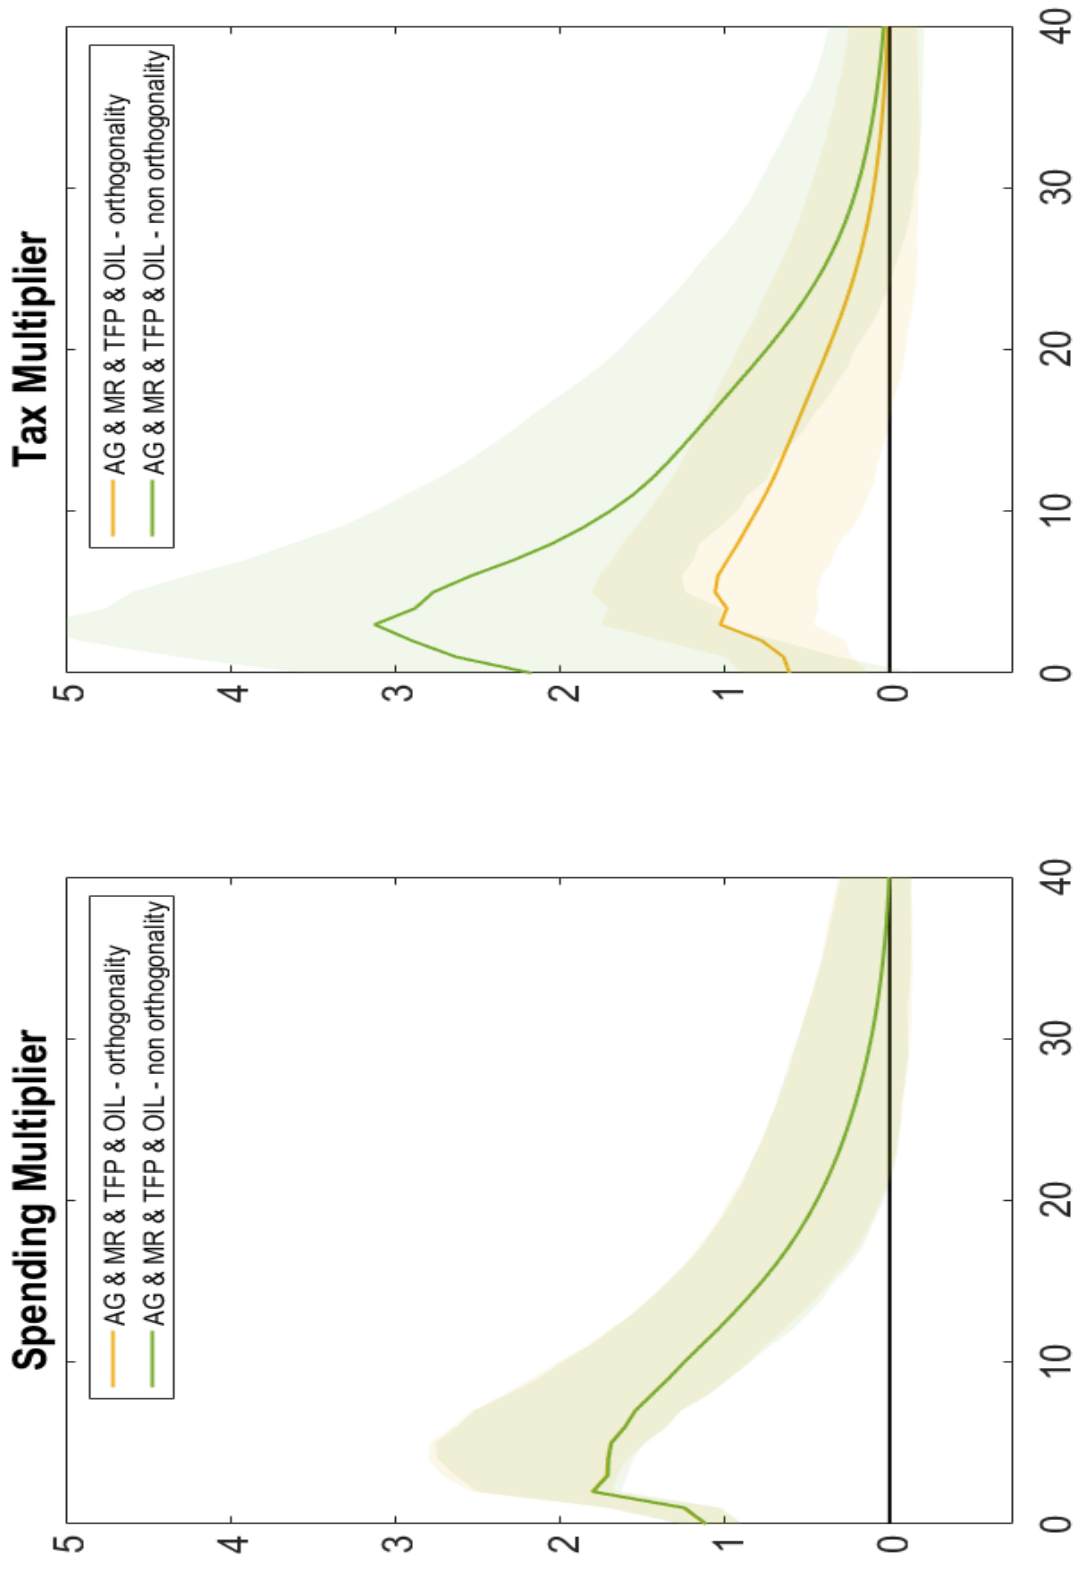 Spending Multiplier
AG & MR & TFP & OIL - orthogonality
AG & MR & TFP & OIL - non orthogonality
5
4
3
2
1
0
0 10 20 30 40
Tax Multiplier
AG & MR & TFP & OIL - orthogonality
AG & MR & TFP & OIL - non orthogonality
5
4
3
2
1
0
0 10 20 30 40